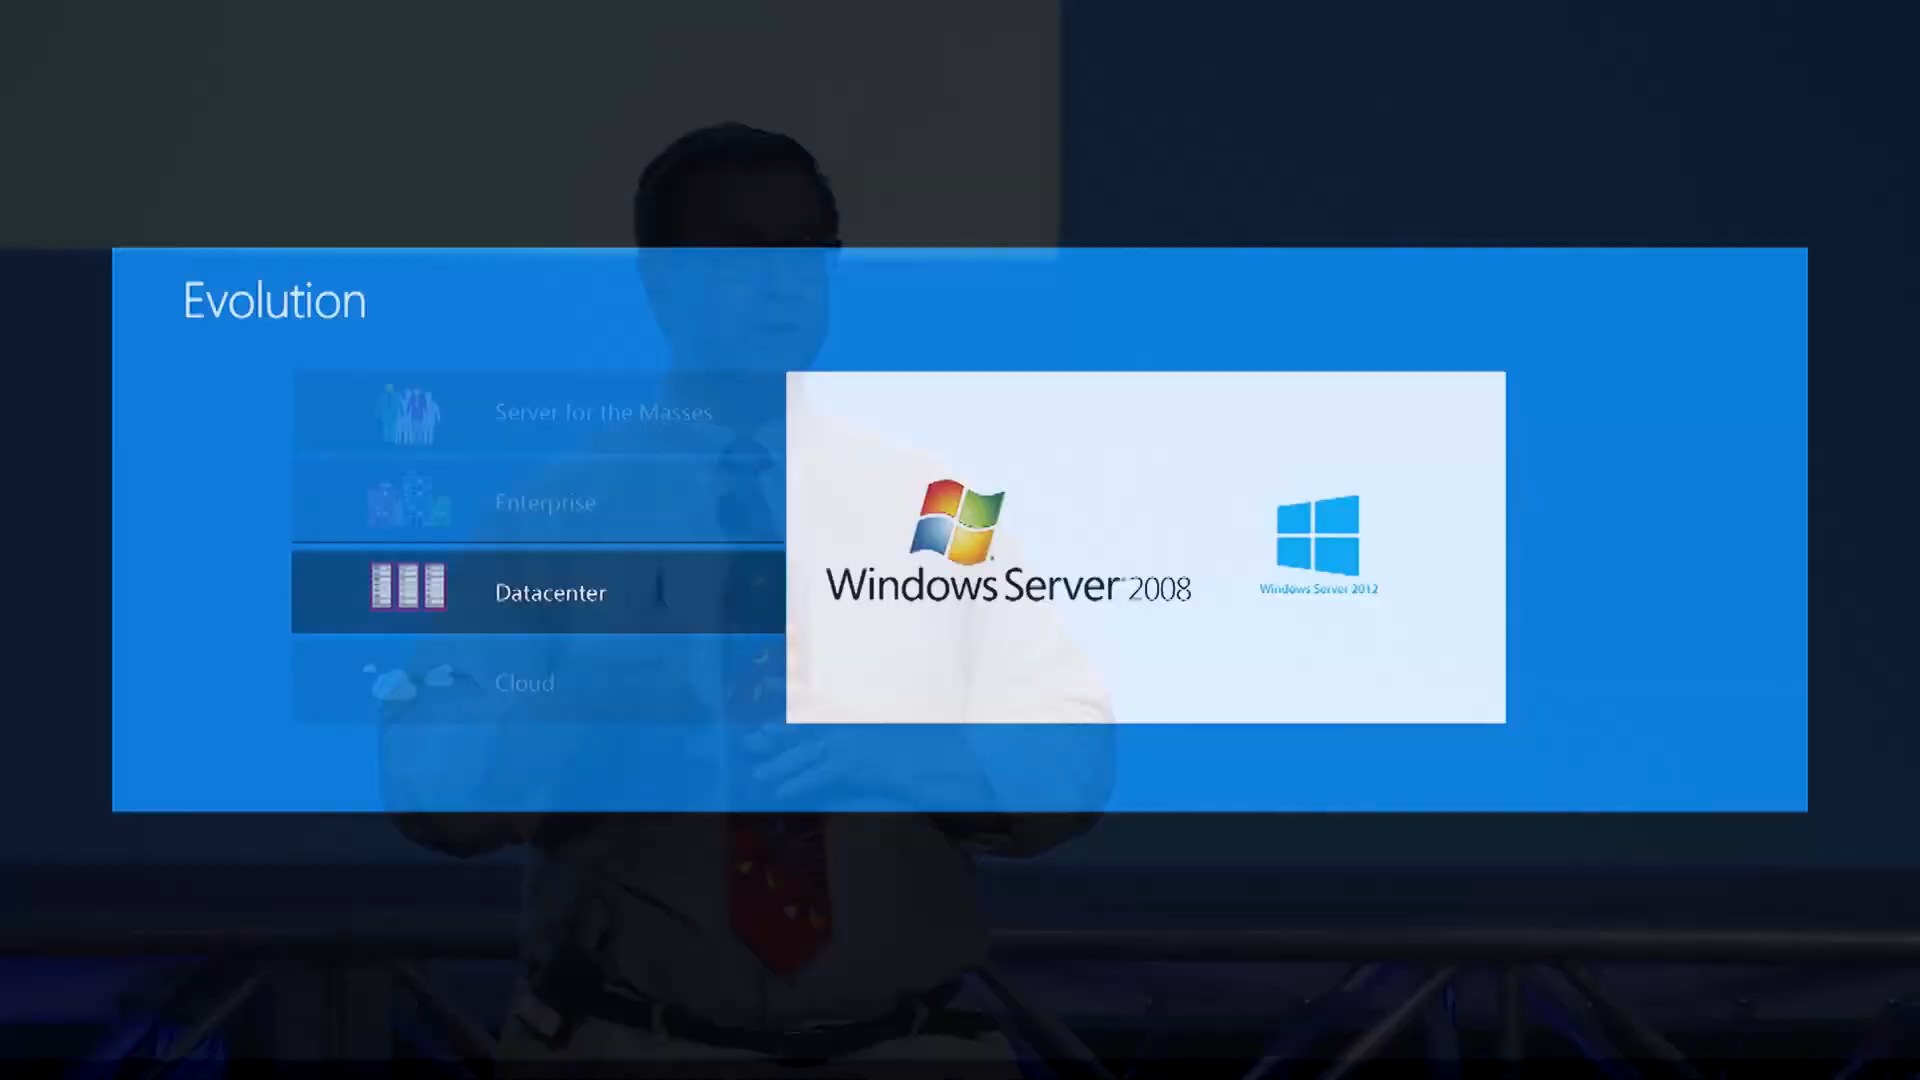 Evolution
Server for the Masses
Enterprise
Datacenter
Cloud
Windows Server 2008
Windows Server 2012